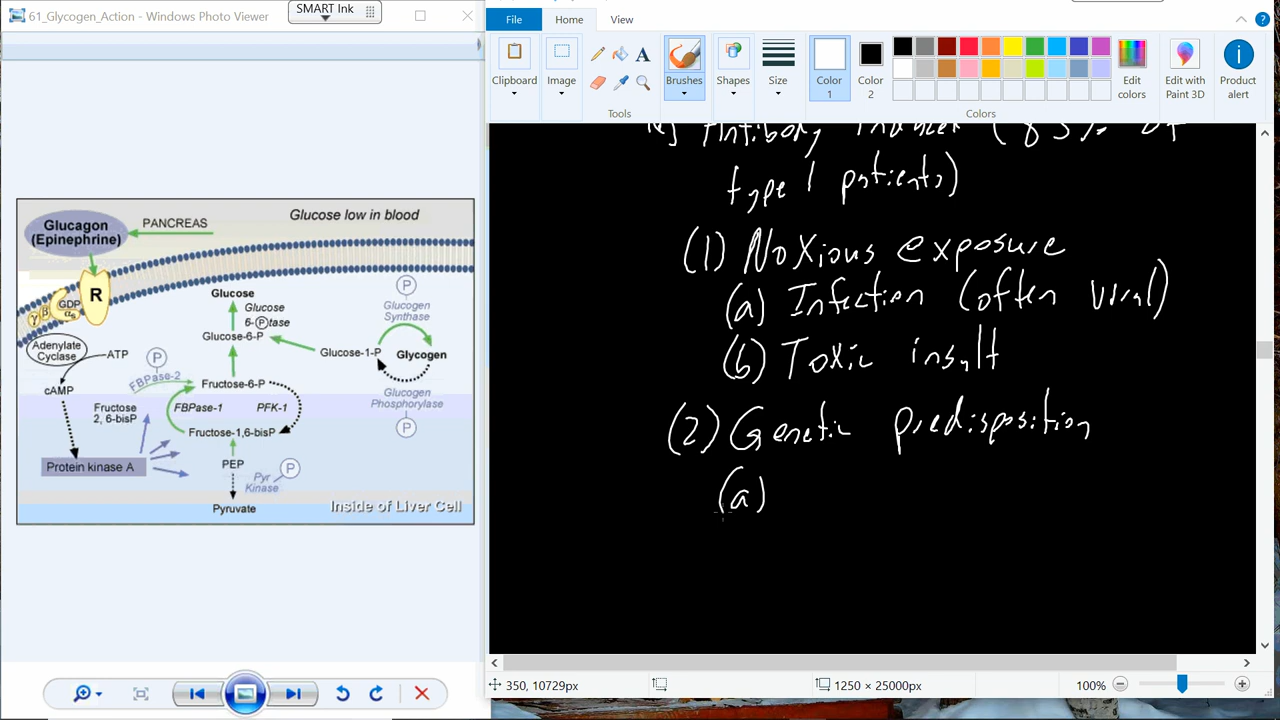 61_Glycogen_Action - Windows Photo Viewer
SMART Ink
Glucose low in blood
Glucagon
(Epinephrine)
PANCREAS
R
GDP
γ β αs
Adenylate
Cyclase
ATP
cAMP
Protein kinase A
P
FBPase-2
Fructose
2, 6-bisP
Glucose
Glucose
6-Ptase
Glucose-6-P
Glucose-1-P
Glycogen
P
Glycogen
Synthase
Glycogen
Phosphorylase
P
Fructose-6-P
FBPase-1
PFK-1
Fructose-1,6-bisP
PEP
P
Pyr
Kinase
Pyruvate
Inside of Liver Cell
File Home View
Clipboard
Image
A
Tools
Brushes
Shapes
Size
Color
1
Color
2
Colors
Edit
colors
Edit with
Paint 3D
Product
alert
Antibody induced (85% of
type 1 patients)
(1) Noxious exposure
(a) Infection (often viral)
(b) Toxic insult
(2) Genetic predisposition
(a)
350, 10729px
1250 × 25000px
100%